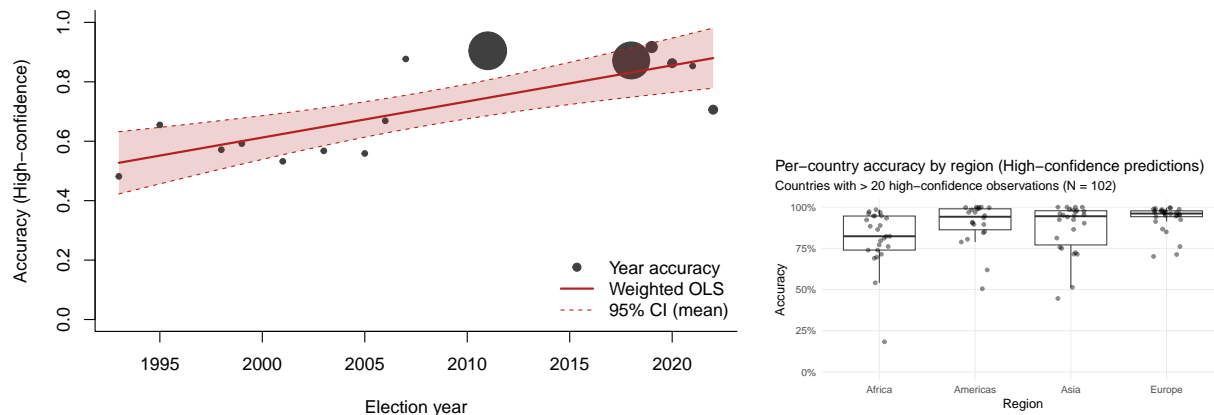 1.0
0.8
0.6
0.4
0.2
0.0
Accuracy (High−confidence)
Year accuracy
Weighted OLS
95% CI (mean)
1995
2000
2005
2010
2015
2020
Election year
Per−country accuracy by region (High−confidence predictions)
Countries with > 20 high−confidence observations (N = 102)
100%
75%
50%
25%
0%
Accuracy
Africa
Americas
Asia
Europe
Region